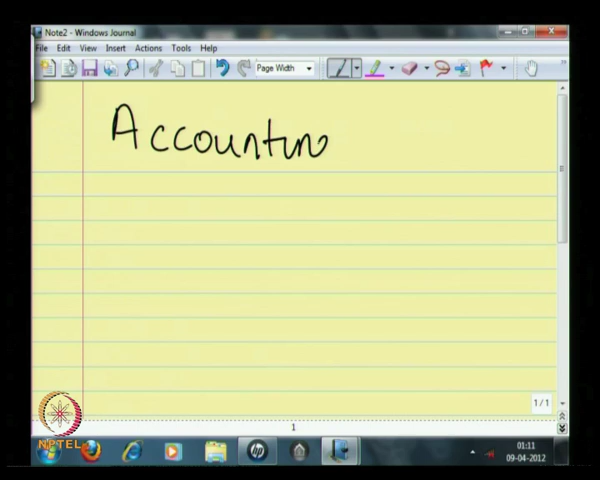 Note2 - Windows Journal
File Edit View Insert Actions Tools Help
Page Width
Accountin
1/1
1
NPTEL
hp
01:11
09-04-2012